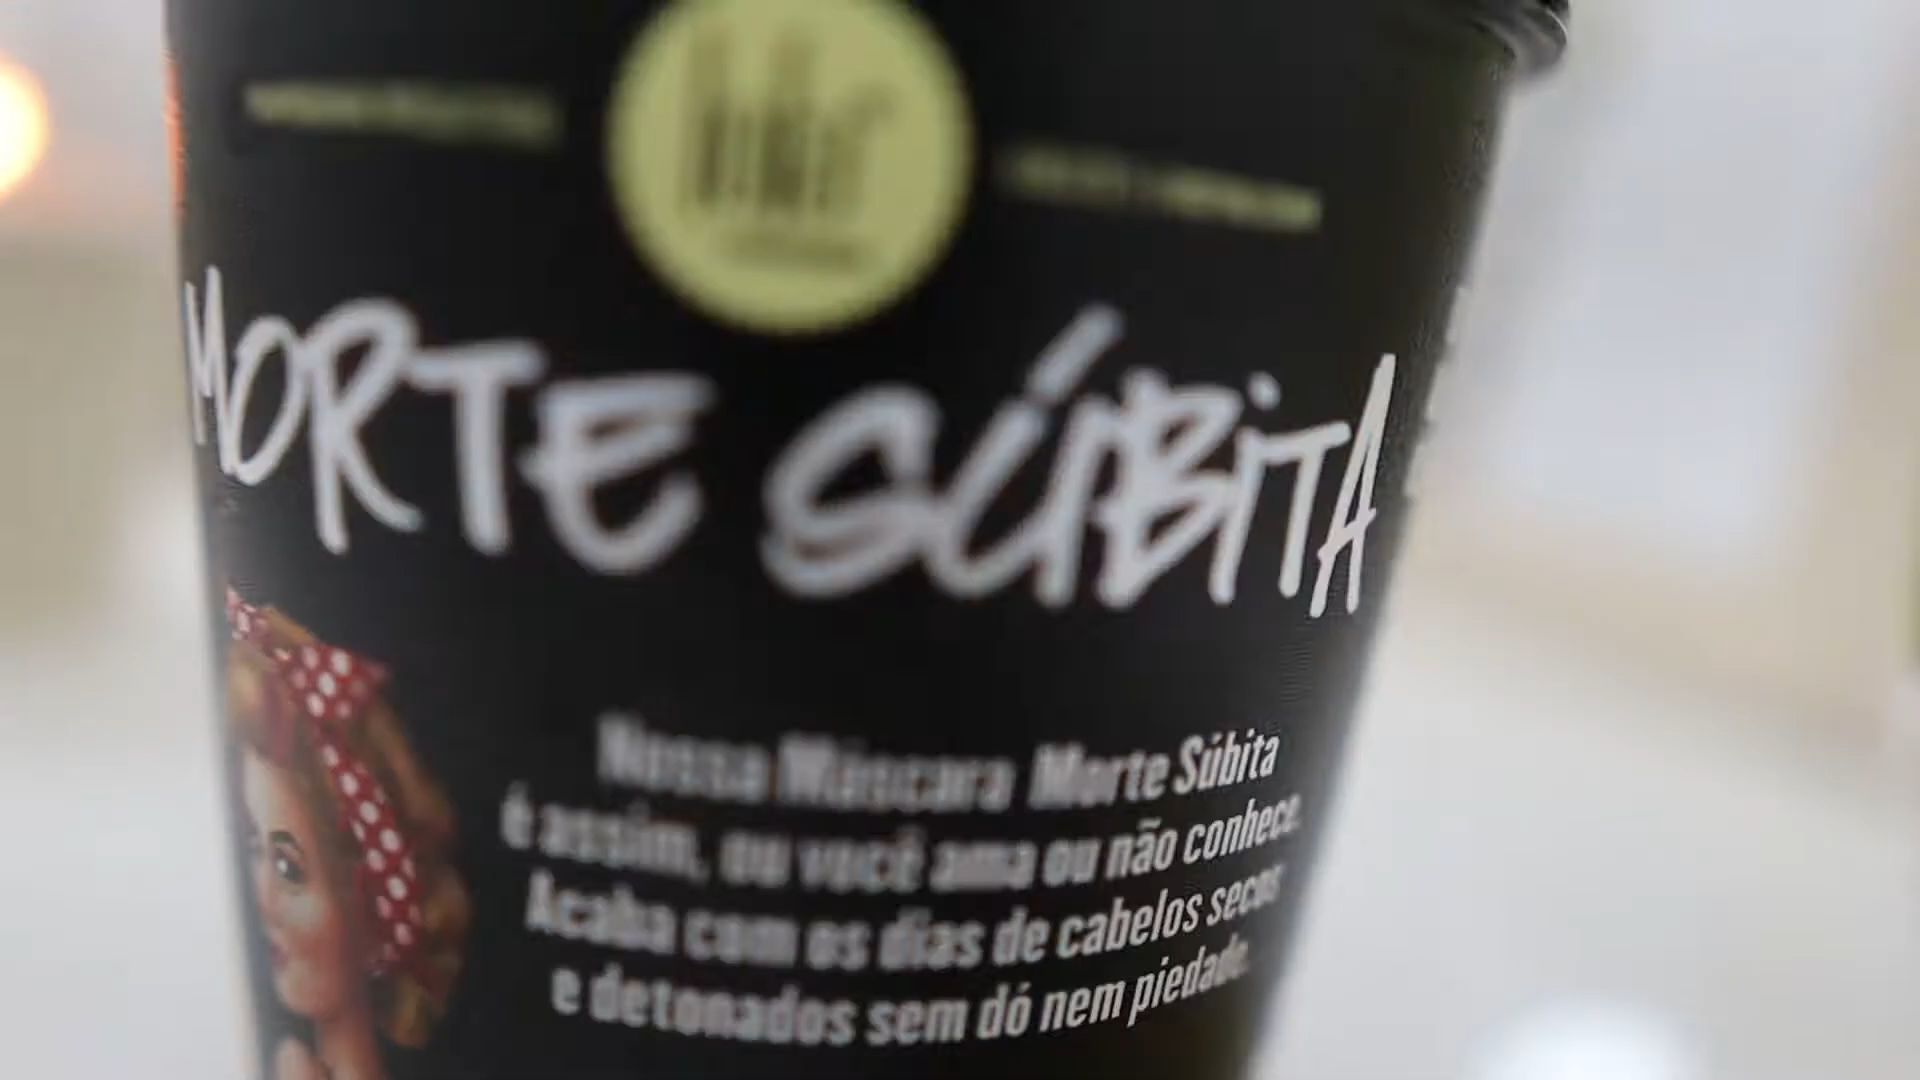 MORTE SÚBITA
Nossa Máscara Morte Súbita
é assim, ou você ama ou não conhece.
Acaba com os dias de cabelos secos
e detonados sem dó nem piedade.